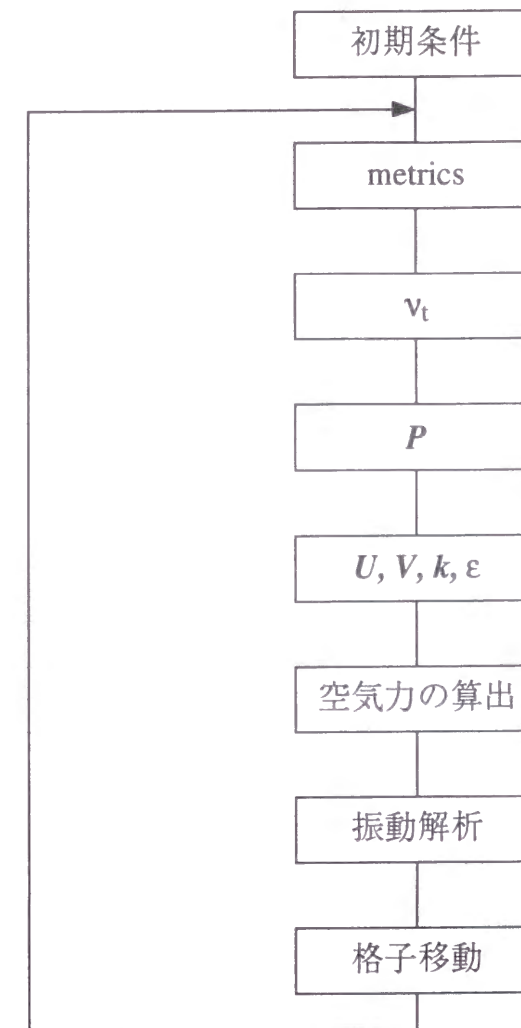 初期条件
metrics
νt
P
U, V, k, ε
空気力の算出
振動解析
格子移動